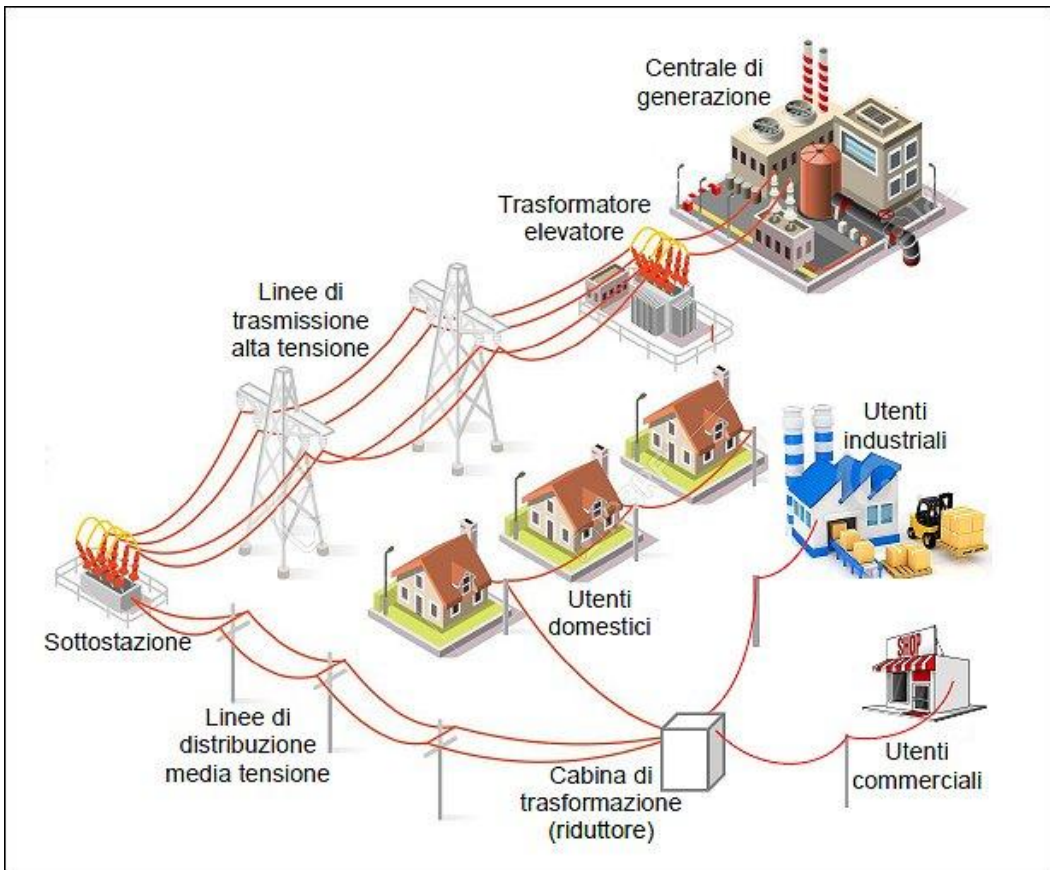 Centrale di
generazione
Trasformatore
elevatore
Linee di
trasmissione
alta tensione
Utenti
industriali
Utenti
domestici
Sottostazione
SHOP
Linee di
distribuzione
media tensione
Cabina di
trasformazione
(riduttore)
Utenti
commerciali